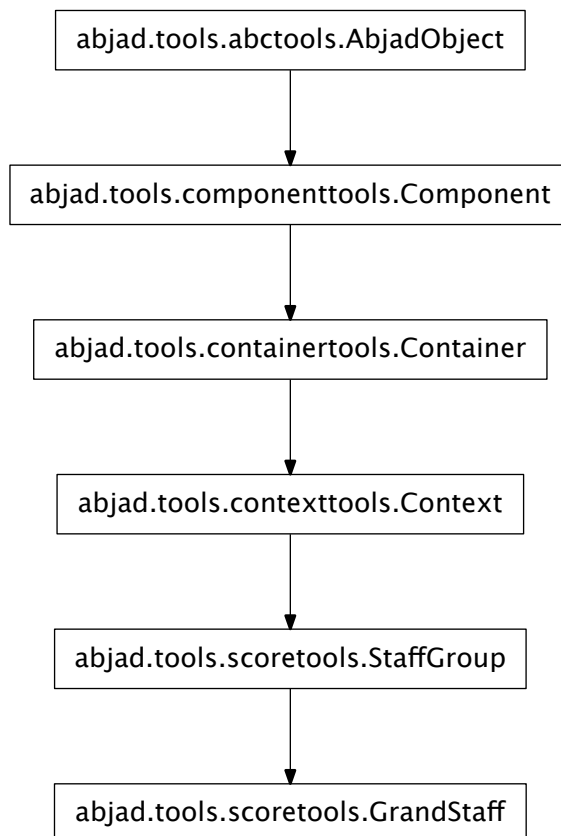 abjad.tools.abctools.AbjadObject
abjad.tools.componenttools.Component
abjad.tools.containertools.Container
abjad.tools.contexttools.Context
abjad.tools.scoretools.StaffGroup
abjad.tools.scoretools.GrandStaff